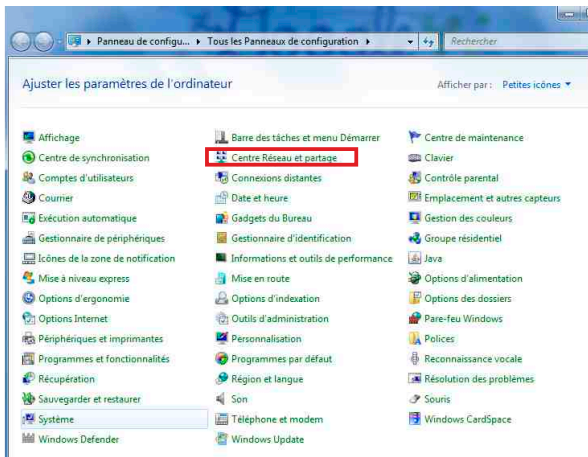 Panneau de configu... Tous les Panneaux de configuration Rechercher
Ajuster les paramètres de l'ordinateur
Afficher par : Petites icônes
Affichage
Centre de synchronisation
Comptes d'utilisateurs
Courrier
Exécution automatique
Gestionnaire de périphériques
Icônes de la zone de notification
Mise à niveau express
Options d'ergonomie
Options Internet
Périphériques et imprimantes
Programmes et fonctionnalités
Récupération
Sauvegarder et restaurer
Système
Windows Defender
Barre des tâches et menu Démarrer
Centre Réseau et partage
Connexions distantes
Date et heure
Gadgets du Bureau
Gestionnaire d'identification
Informations et outils de performance
Mise en route
Options d'indexation
Outils d'administration
Personnalisation
Programmes par défaut
Région et langue
Son
Téléphone et modem
Windows Update
Centre de maintenance
Clavier
Contrôle parental
Emplacement et autres capteurs
Gestion des couleurs
Groupe résidentiel
Java
Options d'alimentation
Options des dossiers
Pare-feu Windows
Polices
Reconnaissance vocale
Résolution des problèmes
Souris
Windows CardSpace